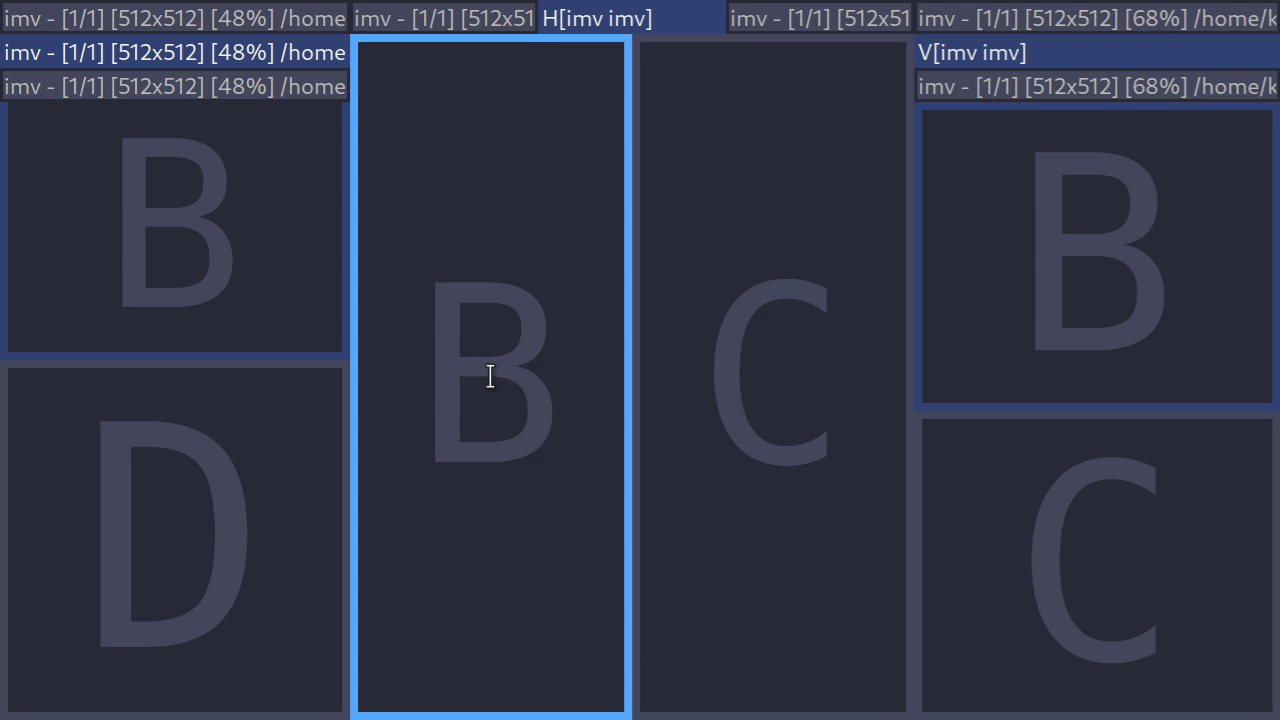 imv - [1/1] [512x512] [48%] /home
imv - [1/1] [512x51
H[imv imv]
imv - [1/1] [512x51
imv - [1/1] [512x512] [68%] /home/k
imv - [1/1] [512x512] [48%] /home
V[imv imv]
imv - [1/1] [512x512] [48%] /home
imv - [1/1] [512x512] [68%] /home/k
B
D
B
C
B
C